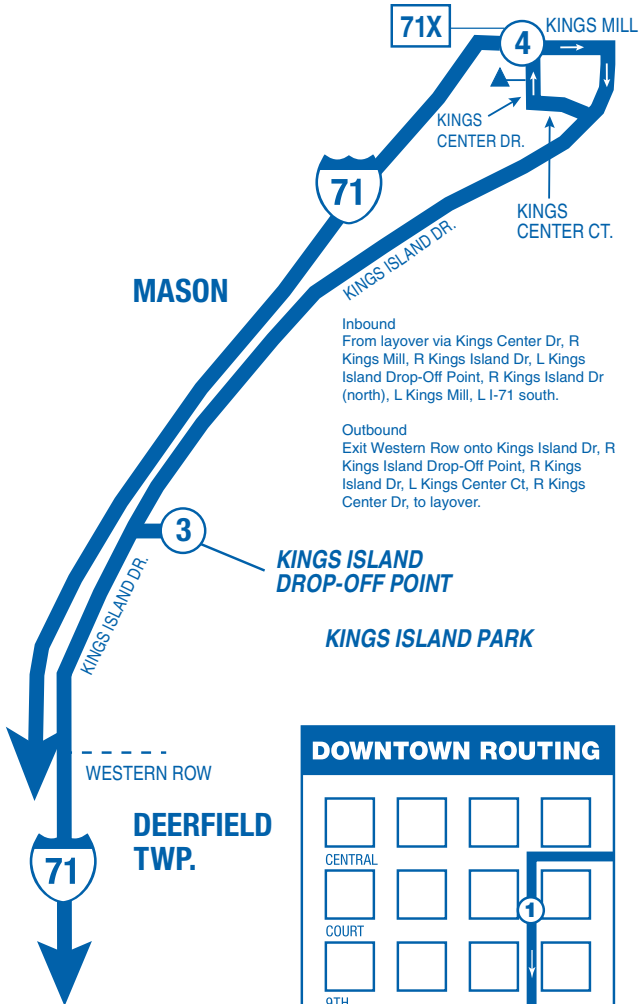 71X
4
KINGS MILL
KINGS
CENTER DR.
71
KINGS
CENTER CT.
KINGS ISLAND DR.
MASON
Inbound
From layover via Kings Center Dr, R
Kings Mill, R Kings Island Dr, L Kings
Island Drop-Off Point, R Kings Island Dr
(north), L Kings Mill, L I-71 south.
Outbound
Exit Western Row onto Kings Island Dr, R
Kings Island Drop-Off Point, R Kings
Island Dr, L Kings Center Ct, R Kings
Center Dr, to layover.
3
KINGS ISLAND
DROP-OFF POINT
KINGS ISLAND DR.
KINGS ISLAND PARK
WESTERN ROW
DEERFIELD
TWP.
71
DOWNTOWN ROUTING
CENTRAL
1
COURT
9TH